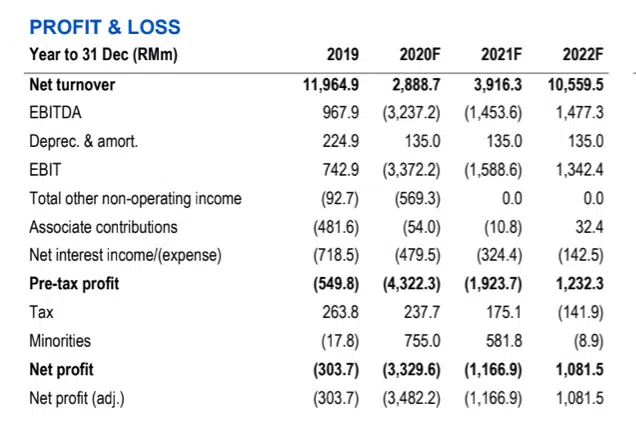 PROFIT & LOSS
Year to 31 Dec (RMm) 2019 2020F 2021F 2022F
Net turnover 11,964.9 2,888.7 3,916.3 10,559.5
EBITDA 967.9 (3,237.2) (1,453.6) 1,477.3
Deprec. & amort. 224.9 135.0 135.0 135.0
EBIT 742.9 (3,372.2) (1,588.6) 1,342.4
Total other non-operating income (92.7) (569.3) 0.0 0.0
Associate contributions (481.6) (54.0) (10.8) 32.4
Net interest income/(expense) (718.5) (479.5) (324.4) (142.5)
Pre-tax profit (549.8) (4,322.3) (1,923.7) 1,232.3
Tax 263.8 237.7 175.1 (141.9)
Minorities (17.8) 755.0 581.8 (8.9)
Net profit (303.7) (3,329.6) (1,166.9) 1,081.5
Net profit (adj.) (303.7) (3,482.2) (1,166.9) 1,081.5